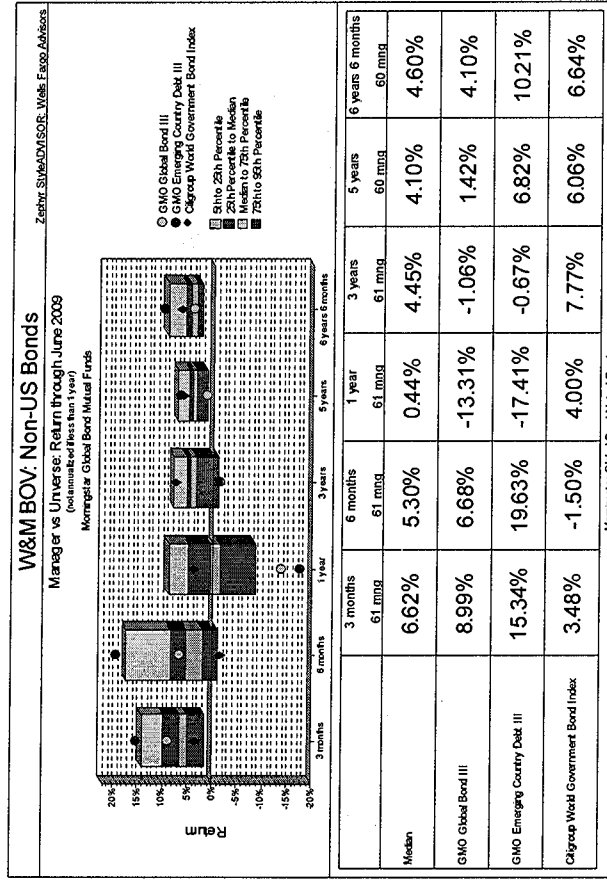 Zephyr StyleADVISOR: Wells Fargo Advisors
W&M BOV: Non-US Bonds
Manager vs Universe: Return through June 2009
(not annualized if less than 1 year)
Morningstar Global Bond Mutual Funds
Return
20%
15%
10%
5%
0%
-5%
-10%
-15%
-20%
3 months
6 months
1 year
3 years
5 years
6 years 6 months
GMO Global Bond III
GMO Emerging Country Debt III
Citigroup World Government Bond Index
5th to 25th Percentile
25th Percentile to Median
Median to 75th Percentile
75th to 95th Percentile
3 months 6 months 1 year 3 years 5 years 6 years 6 months
61 mng 61 mng 61 mng 61 mng 60 mng 60 mng
Median 6.62% 5.30% 0.44% 4.45% 4.10% 4.60%
GMO Global Bond III 8.99% 6.68% -13.31% -1.06% 1.42% 4.10%
GMO Emerging Country Debt III 15.34% 19.63% -17.41% -0.67% 6.82% 10.21%
Citigroup World Government Bond Index 3.48% -1.50% 4.00% 7.77% 6.06% 6.64%